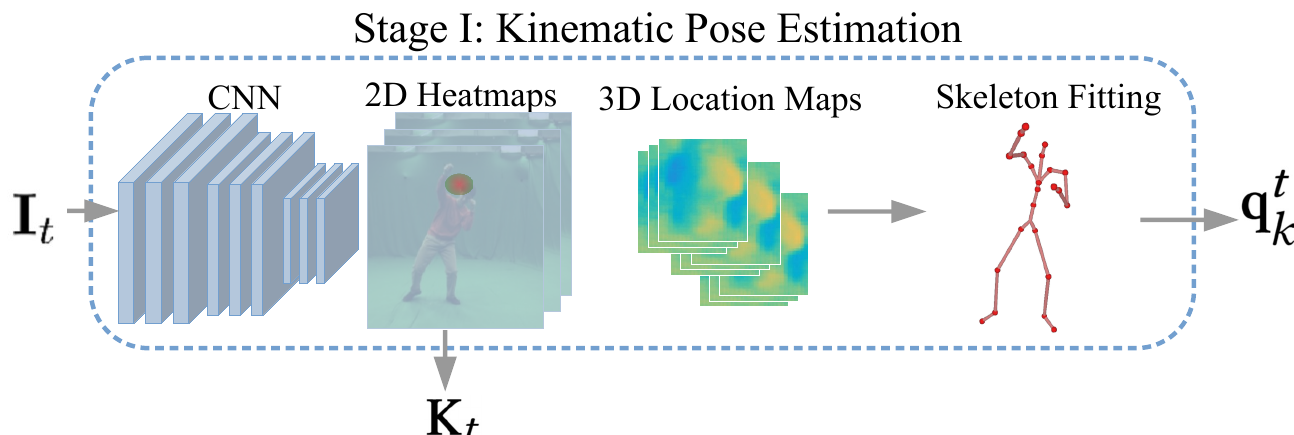 Stage I: Kinematic Pose Estimation
CNN
2D Heatmaps
3D Location Maps
Skeleton Fitting
I_t
q_k^t
K_t